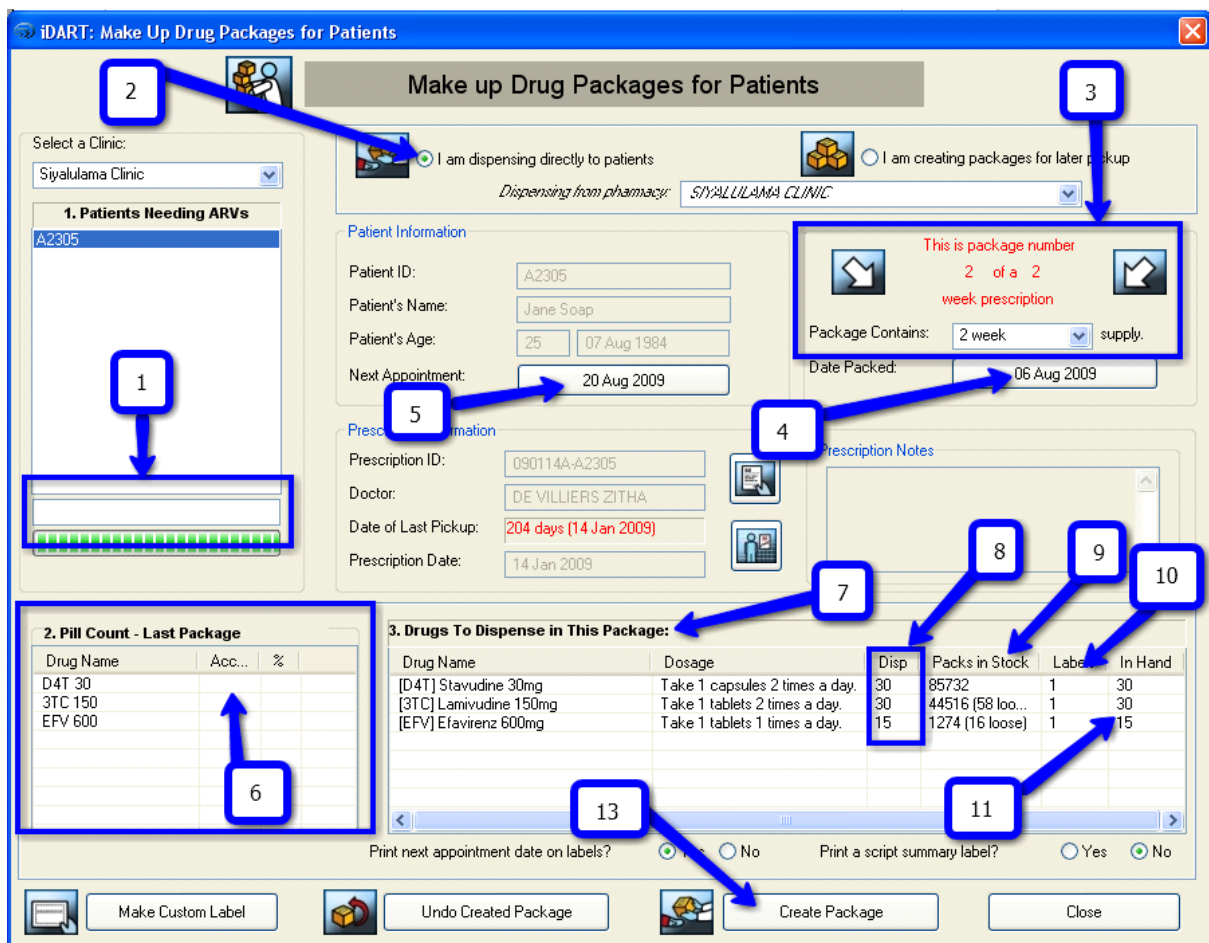 iDART: Make Up Drug Packages for Patients
Make up Drug Packages for Patients
2
3
Select a Clinic:
Siyalulama Clinic
I am dispensing directly to patients
I am creating packages for later pickup
Dispensing from pharmacy: SIYALULAMA CLINIC
1. Patients Needing ARVs
A2305
Patient Information
Patient ID: A2305
Patient's Name: Jane Soap
Patient's Age: 25 07 Aug 1984
Next Appointment: 20 Aug 2009
This is package number
2 of a 2
week prescription
Package Contains: 2 week supply.
Date Packed: 06 Aug 2009
1
5
4
Prescription ID: 090114A-A2305
Doctor: DE VILLIERS ZITHA
Date of Last Pickup: 204 days (14 Jan 2009)
Prescription Date: 14 Jan 2009
Prescription Notes
8
9
10
7
2. Pill Count - Last Package
Drug Name Acc... %
D4T 30
3TC 150
EFV 600
6
3. Drugs To Dispense in This Package:
Drug Name Dosage Disp Packs in Stock Label In Hand
[D4T] Stavudine 30mg Take 1 capsules 2 times a day. 30 85732 1 30
[3TC] Lamivudine 150mg Take 1 tablets 2 times a day. 30 44516 (58 loo... 1 30
[EFV] Efavirenz 600mg Take 1 tablets 1 times a day. 15 1274 (16 loose) 1 15
13
11
Print next appointment date on labels? Yes No
Print a script summary label? Yes No
Make Custom Label
Undo Created Package
Create Package
Close